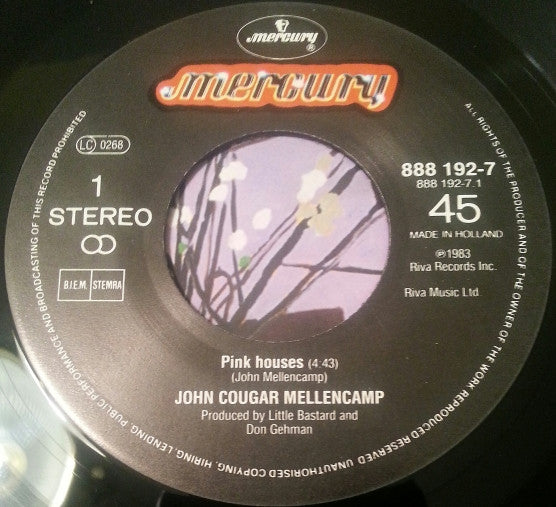 mercury ®
mercury
LC 0268
1
STEREO
B.I.E.M. STEMRA
888 192-7
888 192-7.1
45
MADE IN HOLLAND
℗1983
Riva Records Inc.
Riva Music Ltd.
Pink houses (4:43)
(John Mellencamp)
JOHN COUGAR MELLENCAMP
Produced by Little Bastard and
Don Gehman
ALL RIGHTS OF THE PRODUCER AND OF THE OWNER OF THE WORK REPRODUCED RESERVED UNAUTHORISED COPYING, HIRING, LENDING, PUBLIC PERFORMANCE AND BROADCASTING OF THIS RECORD PROHIBITED